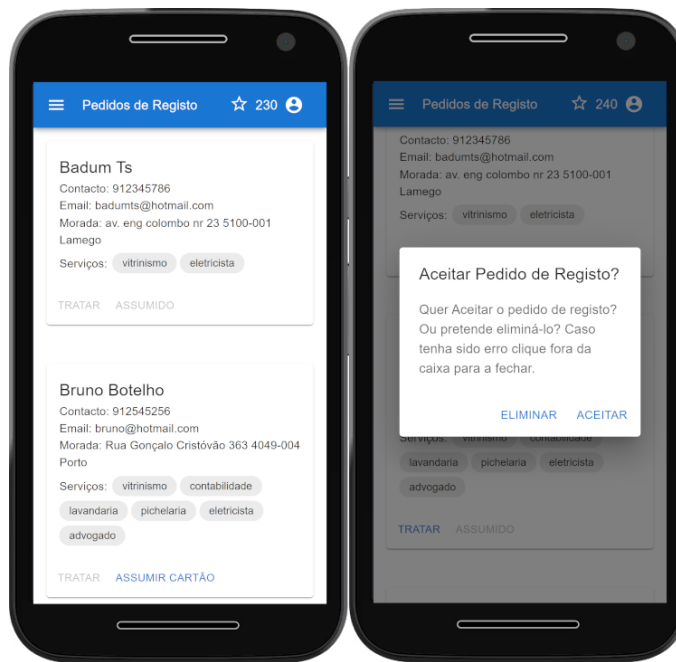 Pedidos de Registo 230
Badum Ts
Contacto: 912345786
Email: badumts@hotmail.com
Morada: av. eng colombo nr 23 5100-001
Lamego
Serviços: vitrinismo eletricista
TRATAR ASSUMIDO
Bruno Botelho
Contacto: 912545256
Email: bruno@hotmail.com
Morada: Rua Gonçalo Cristóvão 363 4049-004
Porto
Serviços: vitrinismo contabilidade
lavandaria pichelaria eletricista
advogado
TRATAR ASSUMIR CARTÃO
Pedidos de Registo 240
Contacto: 912345786
Email: badumts@hotmail.com
Morada: av. eng colombo nr 23 5100-001
Lamego
Serviços: vitrinismo eletricista
Aceitar Pedido de Registo?
Quer Aceitar o pedido de registo?
Ou pretende eliminá-lo? Caso
tenha sido erro clique fora da
caixa para a fechar.
ELIMINAR ACEITAR
Serviços: vitrinismo contabilidade
lavandaria pichelaria eletricista
advogado
TRATAR ASSUMIDO